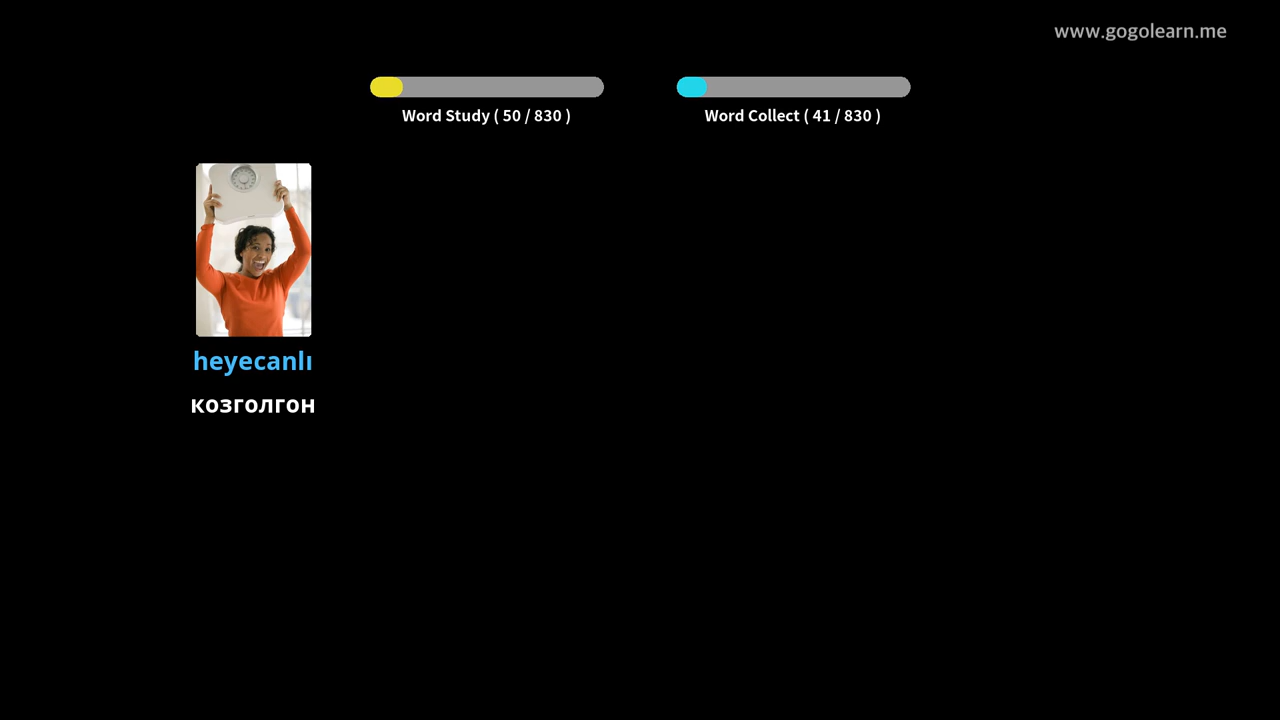 www.gogolearn.me
Word Study ( 50 / 830 )
Word Collect ( 41 / 830 )
heyecanlı
козголгон